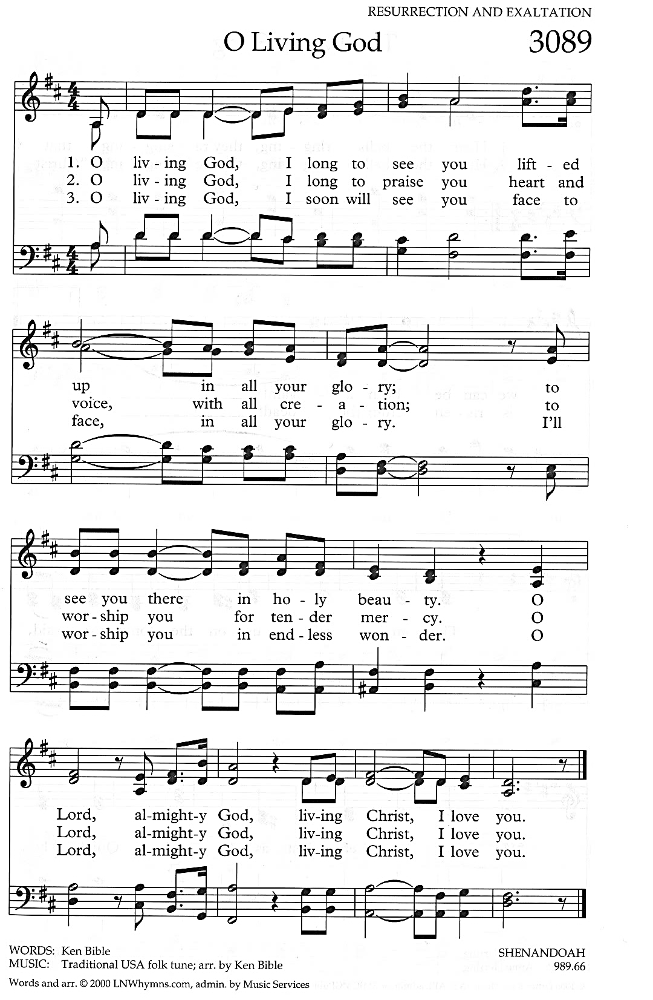 RESURRECTION AND EXALTATION
O Living God 3089
1. O liv - ing God, I long to see you lift - ed
2. O liv - ing God, I long to praise you heart and
3. O liv - ing God, I soon will see you face to
up in all your glo - ry; to
voice, with all cre - a - tion; to
face, in all your glo - ry. I'll
see you there in ho - ly beau - ty. O
wor - ship you for ten - der mer - cy. O
wor - ship you in end - less won - der. O
Lord, al-might-y God, liv-ing Christ, I love you.
Lord, al-might-y God, liv-ing Christ, I love you.
Lord, al-might-y God, liv-ing Christ, I love you.
WORDS: Ken Bible SHENANDOAH
MUSIC: Traditional USA folk tune; arr. by Ken Bible 989.66
Words and arr. © 2000 LNWhymns.com, admin. by Music Services